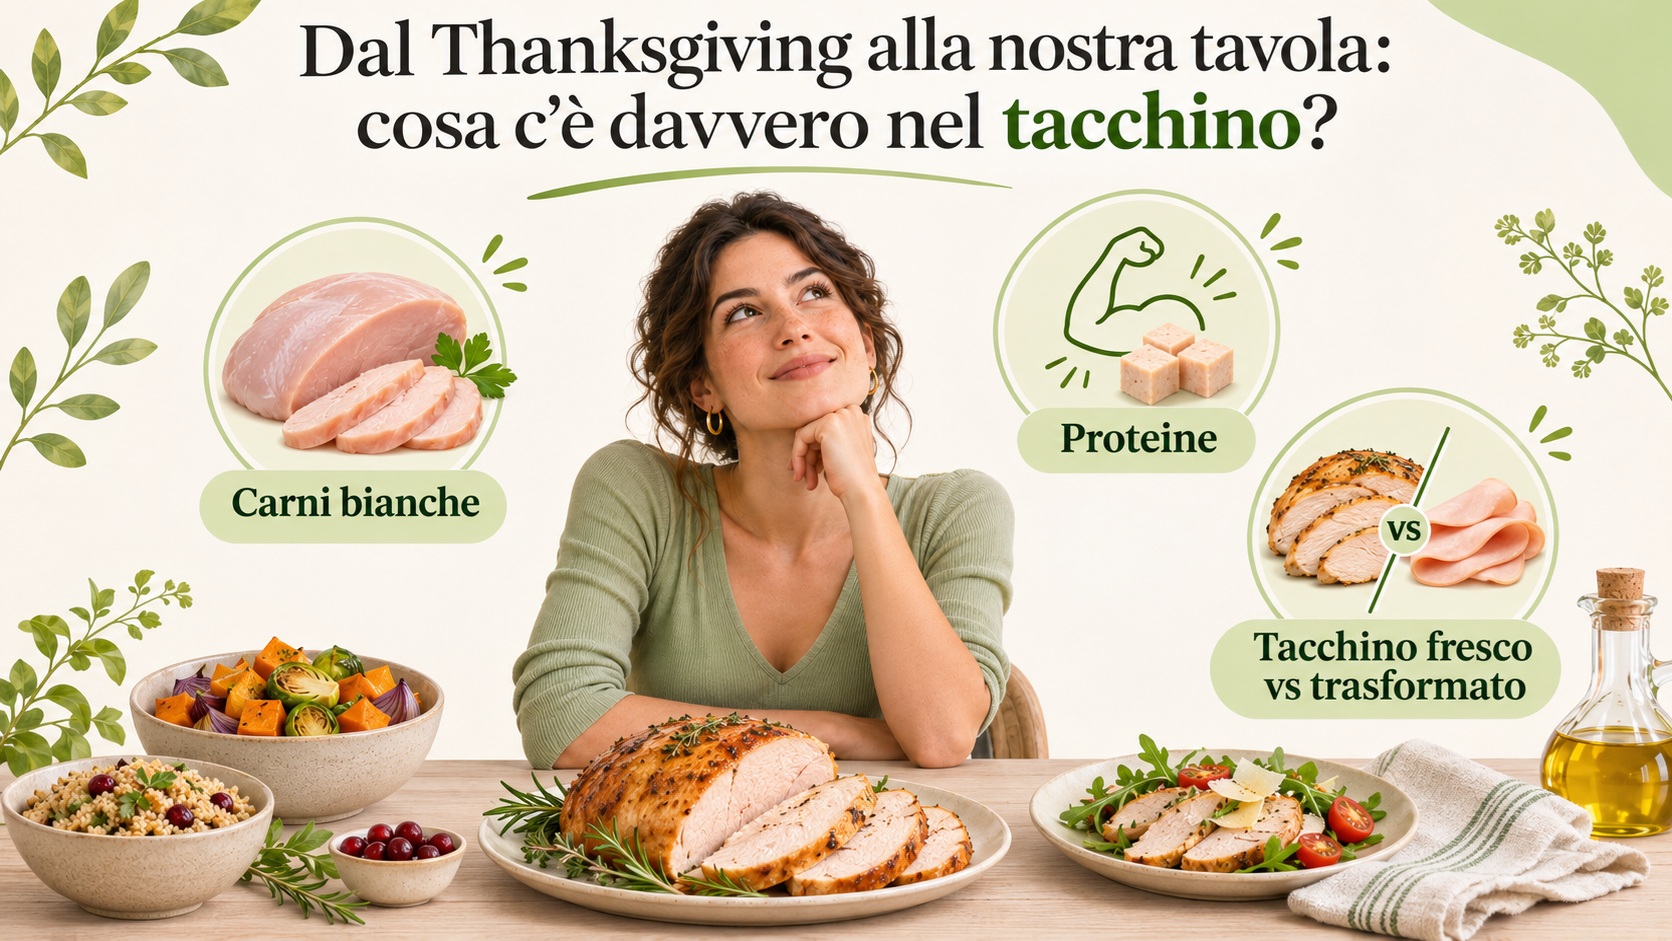 Dal Thanksgiving alla nostra tavola:
cosa c'è davvero nel tacchino?
Carni bianche
Proteine
vs
Tacchino fresco
vs trasformato